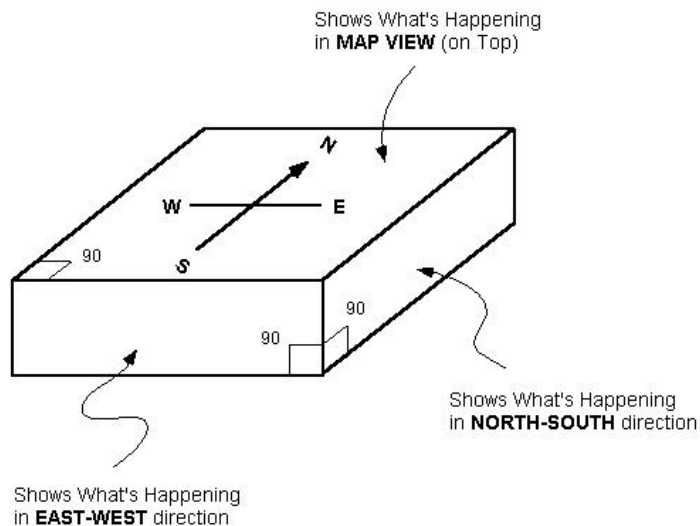 Shows What's Happening
in MAP VIEW (on Top)
N
W
E
S
90
90
90
Shows What's Happening
in NORTH-SOUTH direction
Shows What's Happening
in EAST-WEST direction